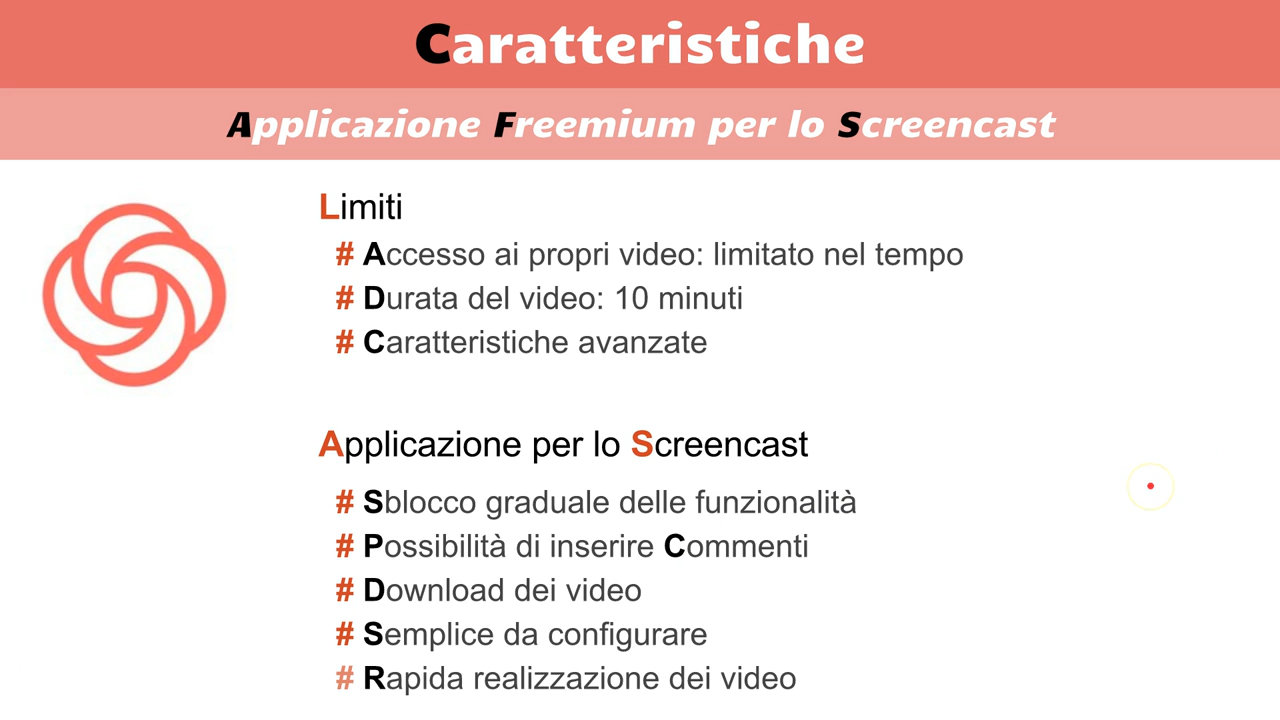 Caratteristiche
Applicazione Freemium per lo Screencast
Limiti
# Accesso ai propri video: limitato nel tempo
# Durata del video: 10 minuti
# Caratteristiche avanzate
Applicazione per lo Screencast
# Sblocco graduale delle funzionalità
# Possibilità di inserire Commenti
# Download dei video
# Semplice da configurare
# Rapida realizzazione dei video